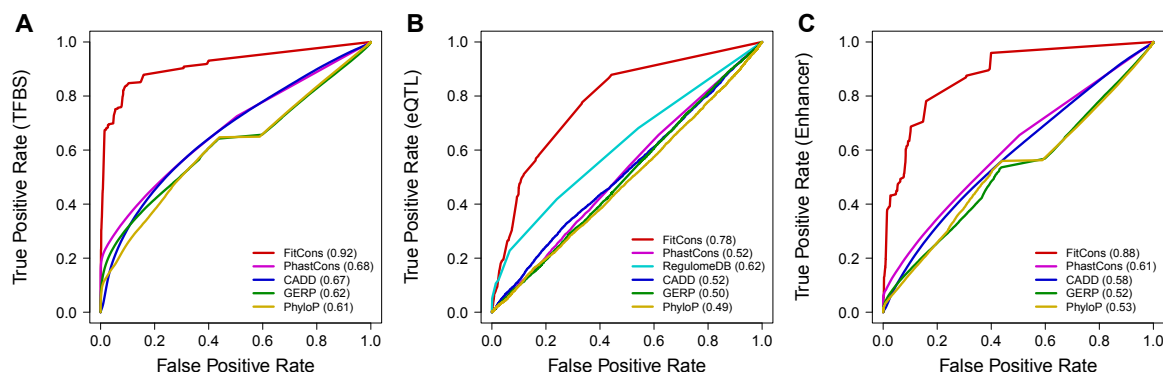 A
True Positive Rate (TFBS)
1.0
0.8
0.6
0.4
0.2
0.0
FitCons (0.92)
PhastCons (0.68)
CADD (0.67)
GERP (0.62)
PhyloP (0.61)
0.0 0.2 0.4 0.6 0.8 1.0
False Positive Rate
B
True Positive Rate (eQTL)
1.0
0.8
0.6
0.4
0.2
0.0
FitCons (0.78)
PhastCons (0.52)
RegulomeDB (0.62)
CADD (0.52)
GERP (0.50)
PhyloP (0.49)
0.0 0.2 0.4 0.6 0.8 1.0
False Positive Rate
C
True Positive Rate (Enhancer)
1.0
0.8
0.6
0.4
0.2
0.0
FitCons (0.88)
PhastCons (0.61)
CADD (0.58)
GERP (0.52)
PhyloP (0.53)
0.0 0.2 0.4 0.6 0.8 1.0
False Positive Rate